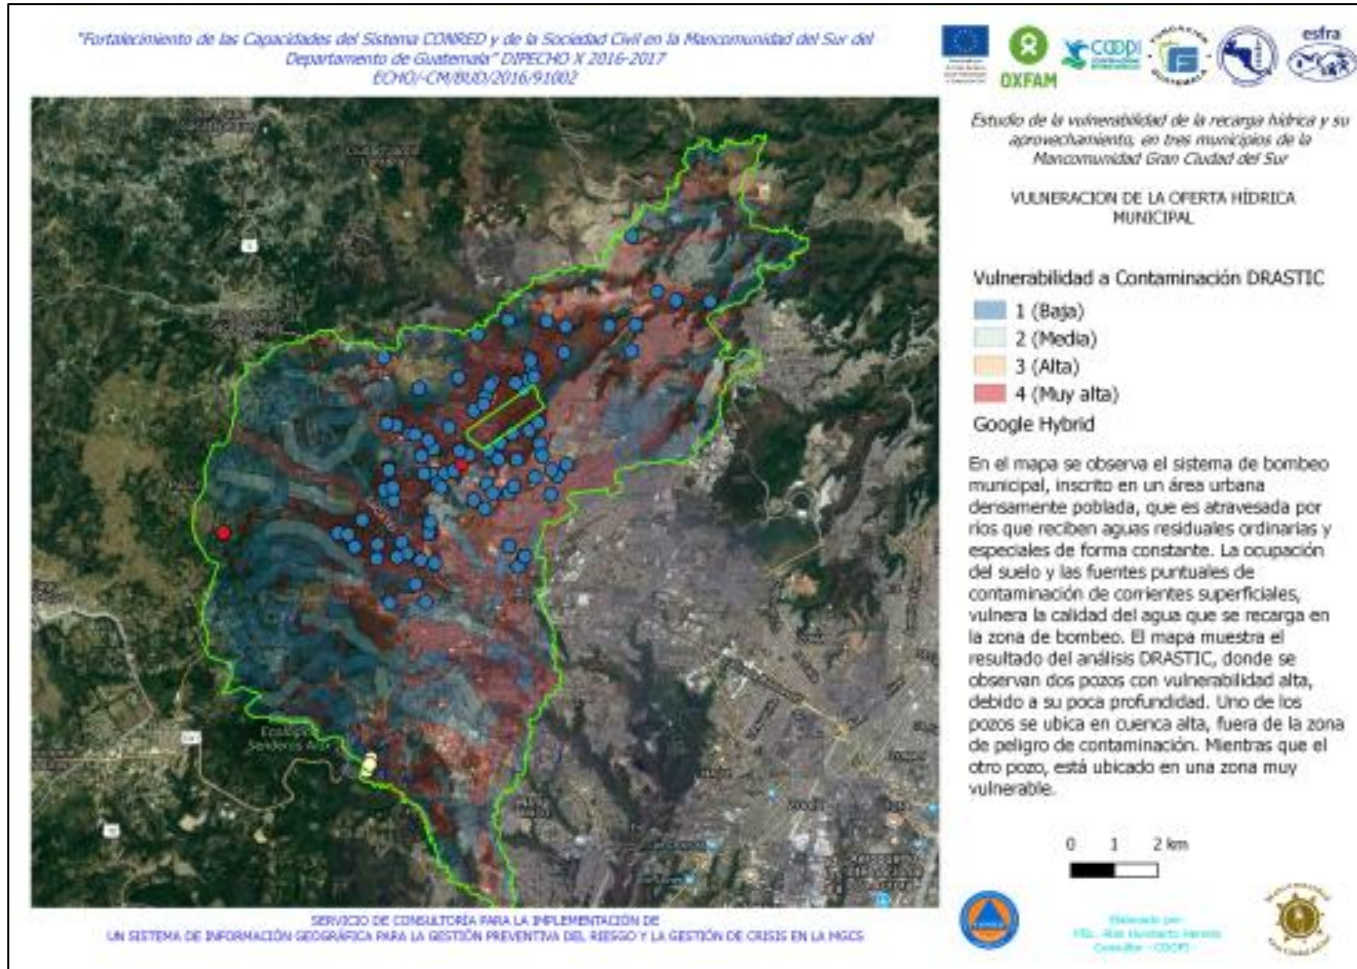 "Fortalecimiento de las Capacidades del Sistema CONRED y de la Sociedad Civil en la Mancomunidad del Sur del
Departamento de Guatemala" DIPECHO X 2016-2017
ECHO/-CM/BUD/2016/91002
OXFAM
COOPI
FUNDACION
GUATEMALA
esfra
Estudio de la vulnerabilidad de la recarga hídrica y su
aprovechamiento, en tres municipios de la
Mancomunidad Gran Ciudad del Sur
VULNERACION DE LA OFERTA HÍDRICA
MUNICIPAL
Vulnerabilidad a Contaminación DRASTIC
1 (Baja)
2 (Media)
3 (Alta)
4 (Muy alta)
Google Hybrid
En el mapa se observa el sistema de bombeo
municipal, inscrito en un área urbana
densamente poblada, que es atravesada por
ríos que reciben aguas residuales ordinarias y
especiales de forma constante. La ocupación
del suelo y las fuentes puntuales de
contaminación de corrientes superficiales,
vulnera la calidad del agua que se recarga en
la zona de bombeo. El mapa muestra el
resultado del análisis DRASTIC, donde se
observan dos pozos con vulnerabilidad alta,
debido a su poca profundidad. Uno de los
pozos se ubica en cuenca alta, fuera de la zona
de peligro de contaminación. Mientras que el
otro pozo, está ubicado en una zona muy
vulnerable.
Ecológico
Senderos
0 1 2 km
Elaborado por:
Consultor - COOPI
SERVICIO DE CONSULTORÍA PARA LA IMPLEMENTACIÓN DE
UN SISTEMA DE INFORMACIÓN GEOGRÁFICA PARA LA GESTIÓN PREVENTIVA DEL RIESGO Y LA GESTIÓN DE CRISIS EN LA MGCS